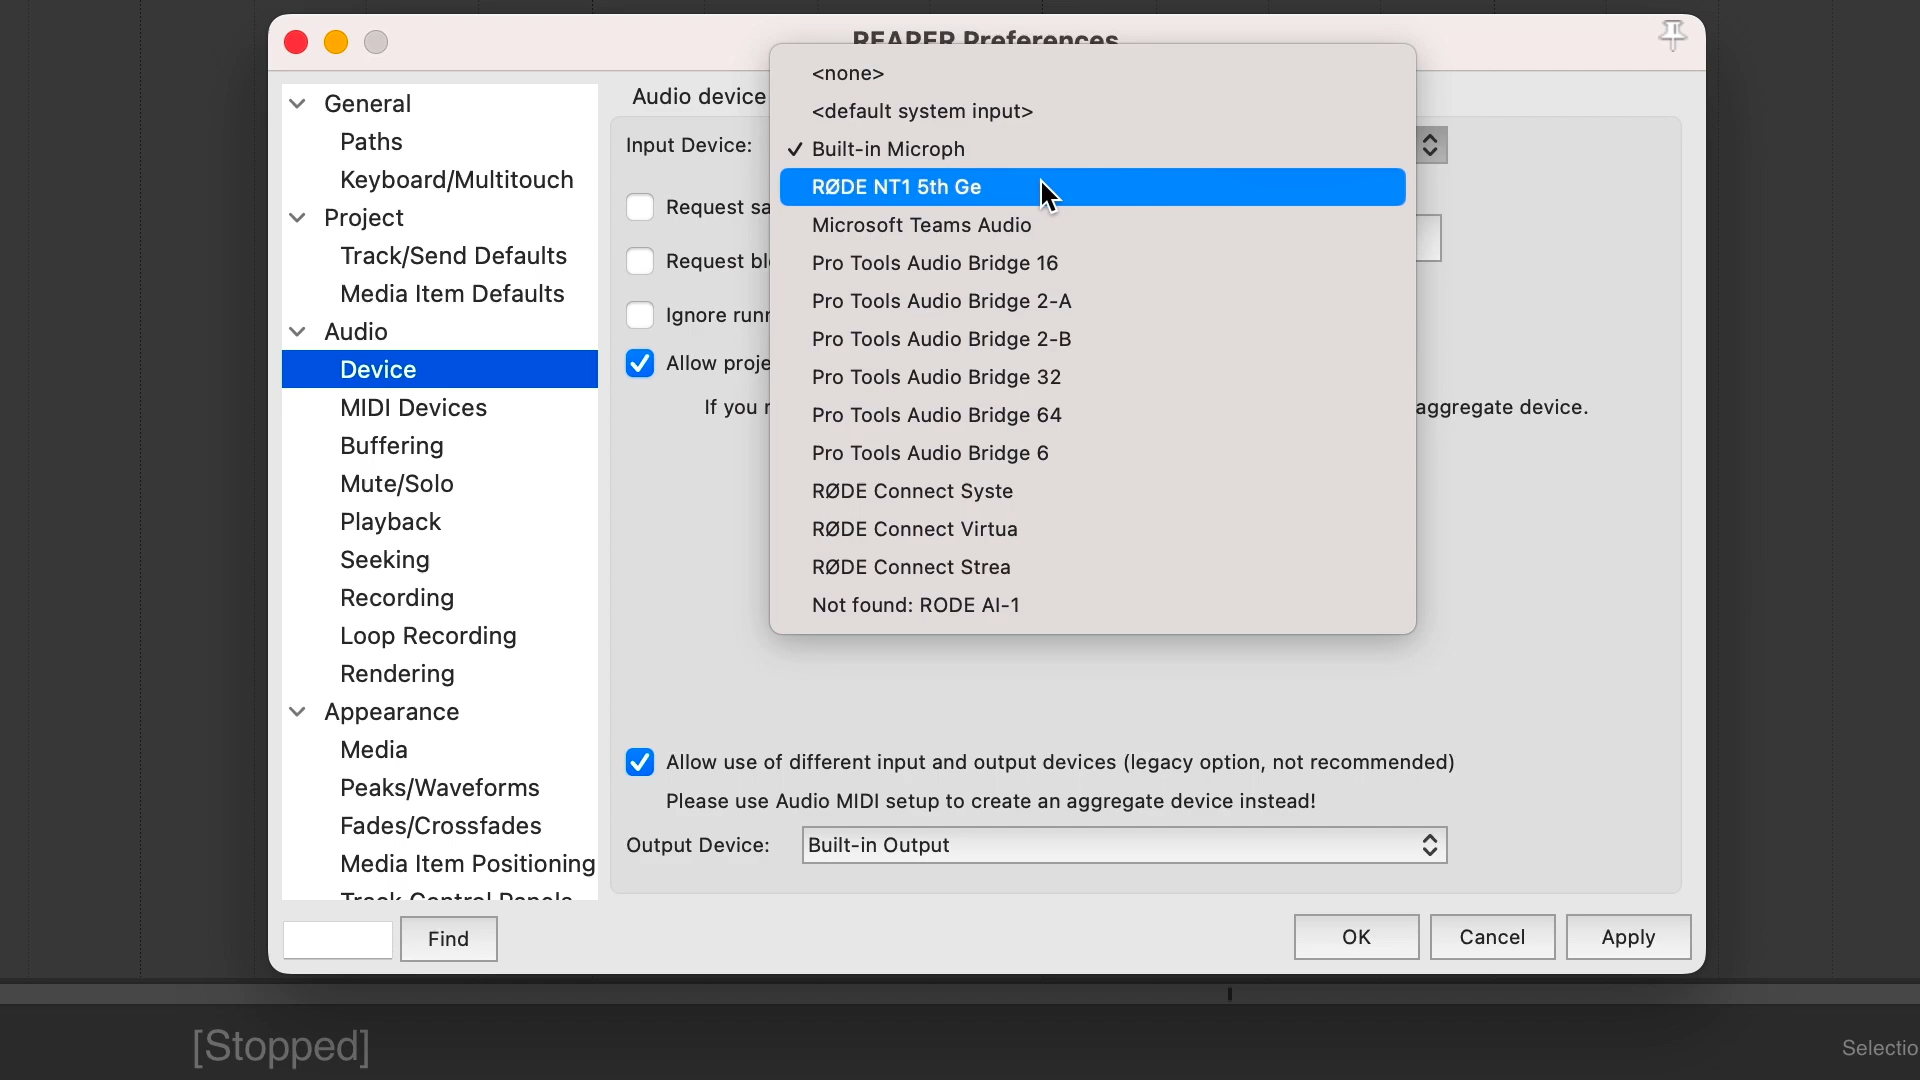 REAPER Preferences
General
Paths
Keyboard/Multitouch
Project
Track/Send Defaults
Media Item Defaults
Audio
Device
MIDI Devices
Buffering
Mute/Solo
Playback
Seeking
Recording
Loop Recording
Rendering
Appearance
Media
Peaks/Waveforms
Fades/Crossfades
Media Item Positioning
Track Control Panels
Find
Audio device
Input Device:
Request sa
Request bl
Ignore runr
Allow proje
If you r
aggregate device.
<none>
<default system input>
✓ Built-in Microph
RØDE NT1 5th Ge
Microsoft Teams Audio
Pro Tools Audio Bridge 16
Pro Tools Audio Bridge 2-A
Pro Tools Audio Bridge 2-B
Pro Tools Audio Bridge 32
Pro Tools Audio Bridge 64
Pro Tools Audio Bridge 6
RØDE Connect Syste
RØDE Connect Virtua
RØDE Connect Strea
Not found: RODE AI-1
Allow use of different input and output devices (legacy option, not recommended)
Please use Audio MIDI setup to create an aggregate device instead!
Output Device: Built-in Output
OK Cancel Apply
[Stopped]
Selectio